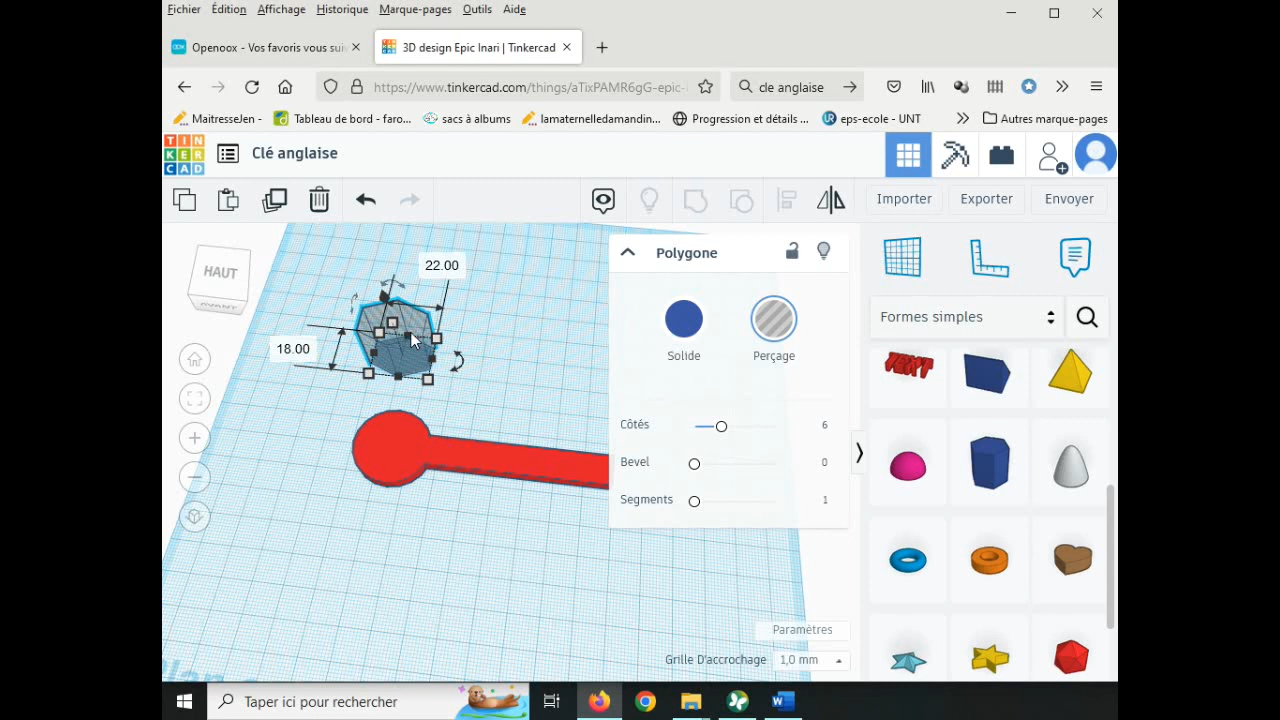 Fichier Édition Affichage Historique Marque-pages Outils Aide
Openoox - Vos favoris vous suiv
3D design Epic Inari | Tinkercad
https://www.tinkercad.com/things/aTixPAMR6gG-epic-
cle anglaise
Maitresselen - Tableau de bord - faro... sacs à albums lamaternelledamandin... Progression et détails ... eps-ecole - UNT Autres marque-pages
TIN
KER
CAD
Clé anglaise
Importer Exporter Envoyer
HAUT
AVANT
22.00
18.00
Polygone
Solide Perçage
Côtés 6
Bevel 0
Segments 1
Formes simples
Paramètres
Grille D'accrochage 1,0 mm
Taper ici pour rechercher